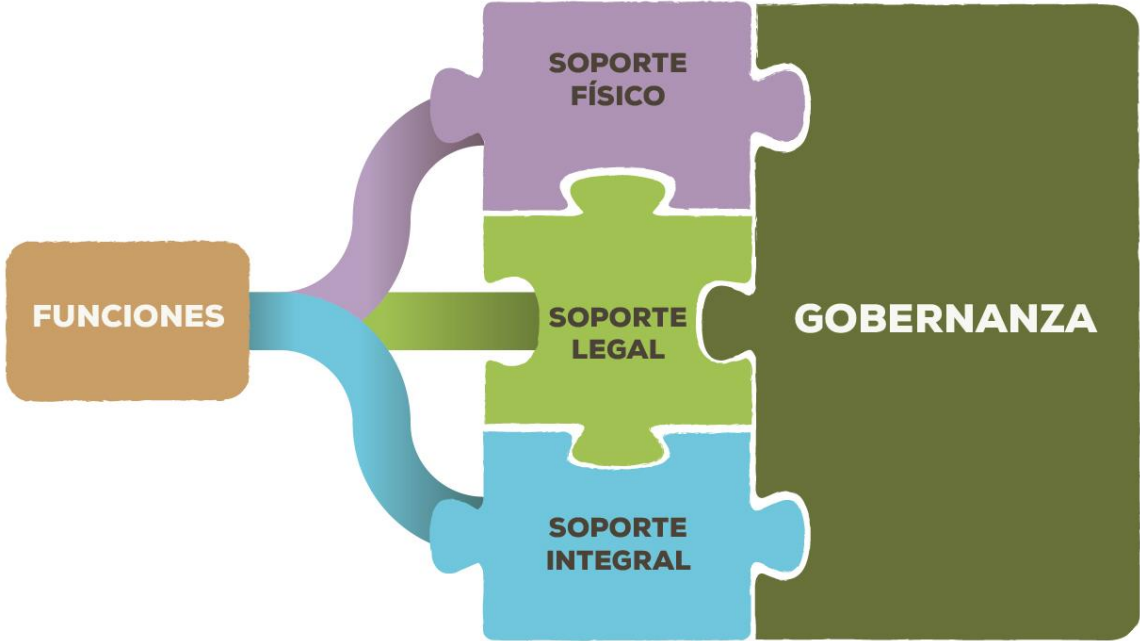 FUNCIONES
SOPORTE
FÍSICO
SOPORTE
LEGAL
SOPORTE
INTEGRAL
GOBERNANZA